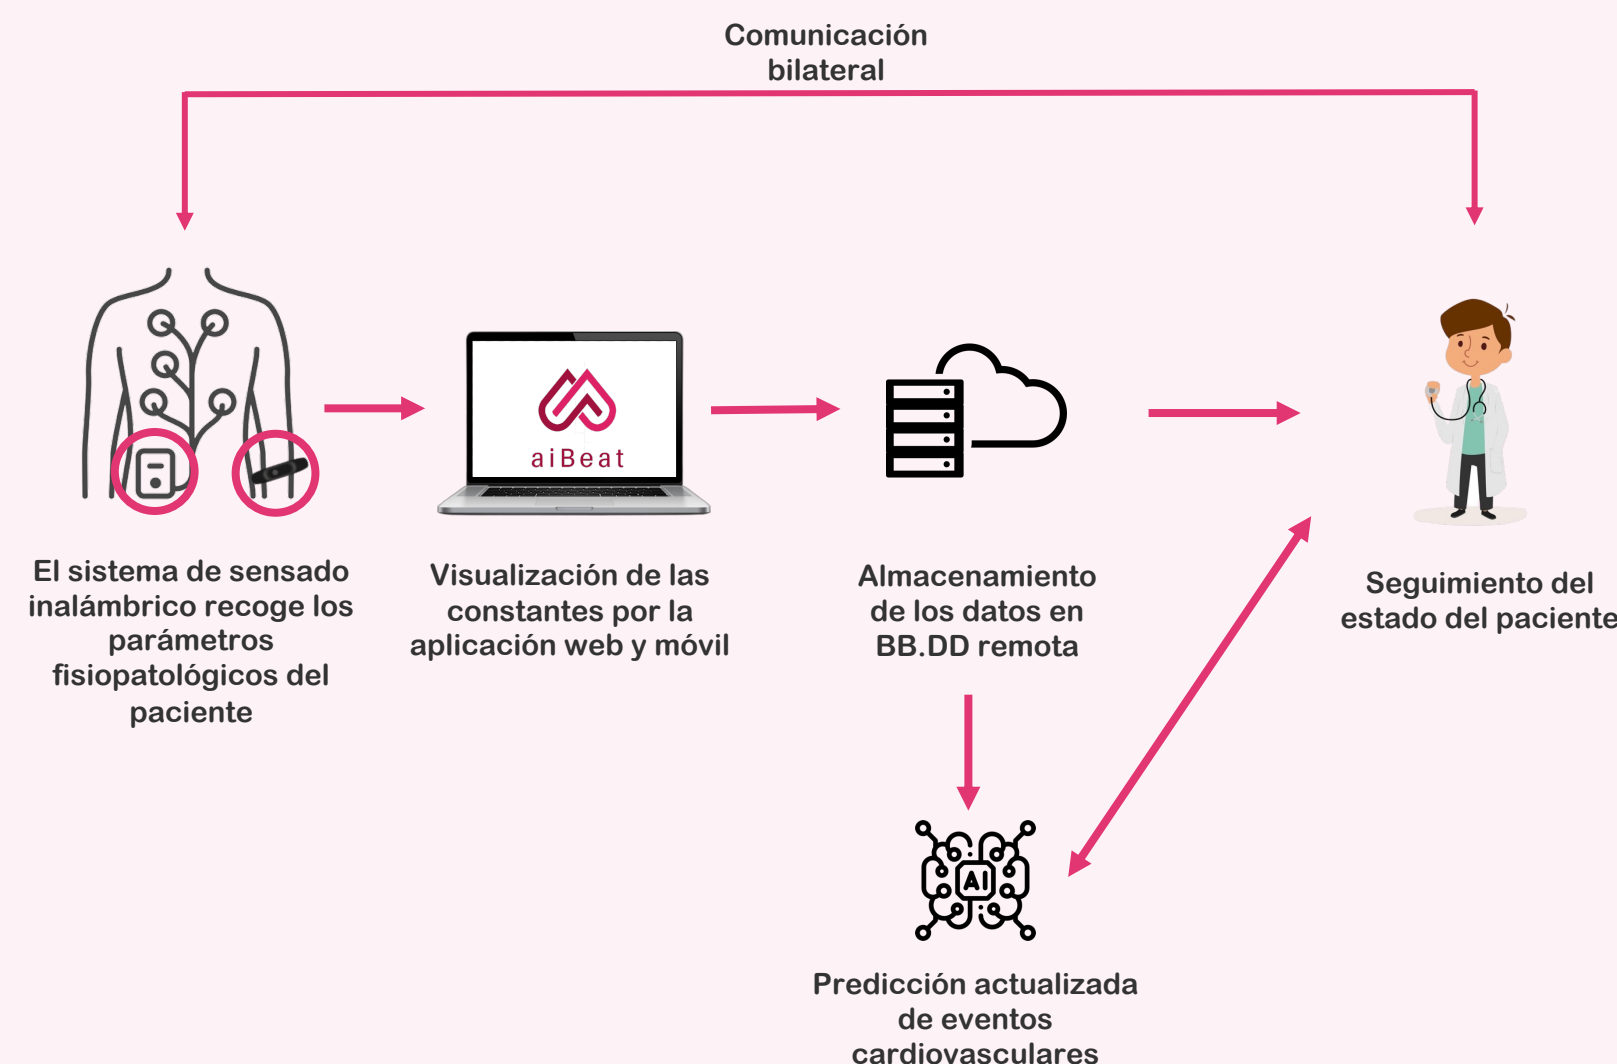 Comunicación
bilateral
aiBeat
El sistema de sensado
inalámbrico recoge los
parámetros
fisiopatológicos del
paciente
Visualización de las
constantes por la
aplicación web y móvil
Almacenamiento
de los datos en
BB.DD remota
Seguimiento del
estado del paciente
AI
Predicción actualizada
de eventos
cardiovasculares